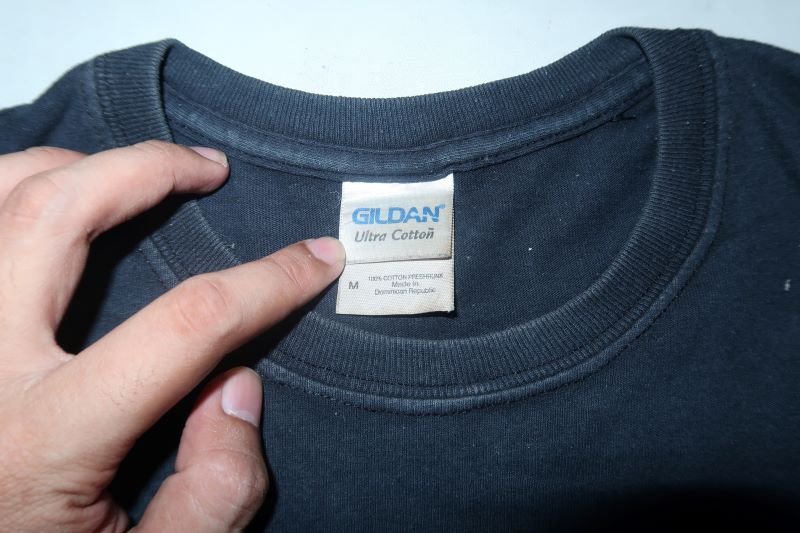 GILDAN®
Ultra Cotton®
M
100% COTTON PRESHRUNK
Made in
Dominican Republic